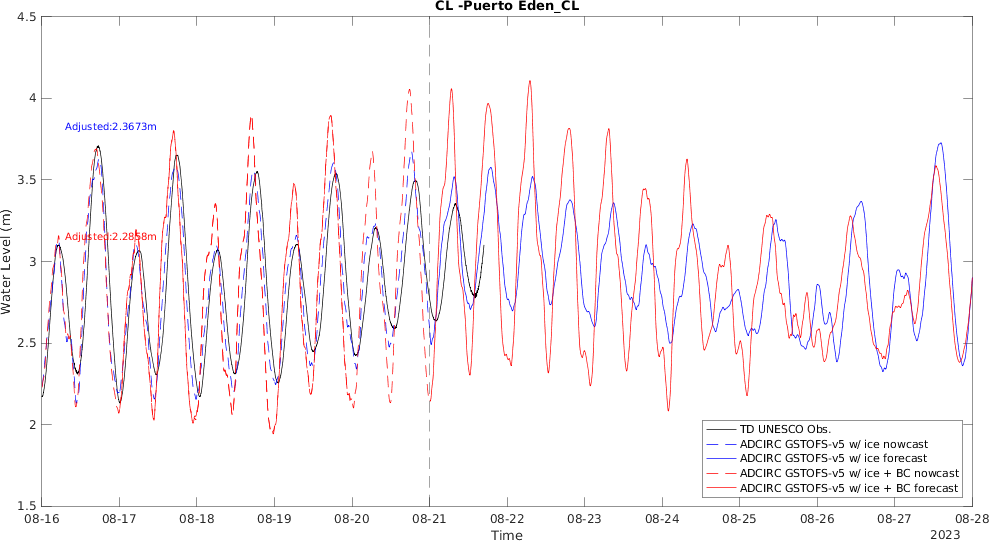 CL -Puerto Eden_CL
4.5
4
3.5
3
2.5
2
1.5
Water Level (m)
Adjusted:2.3673m
Adjusted:2.2858m
TD UNESCO Obs.
ADCIRC GSTOFS-v5 w/ ice nowcast
ADCIRC GSTOFS-v5 w/ ice forecast
ADCIRC GSTOFS-v5 w/ ice + BC nowcast
ADCIRC GSTOFS-v5 w/ ice + BC forecast
08-16 08-17 08-18 08-19 08-20 08-21 08-22 08-23 08-24 08-25 08-26 08-27 08-28
Time
2023